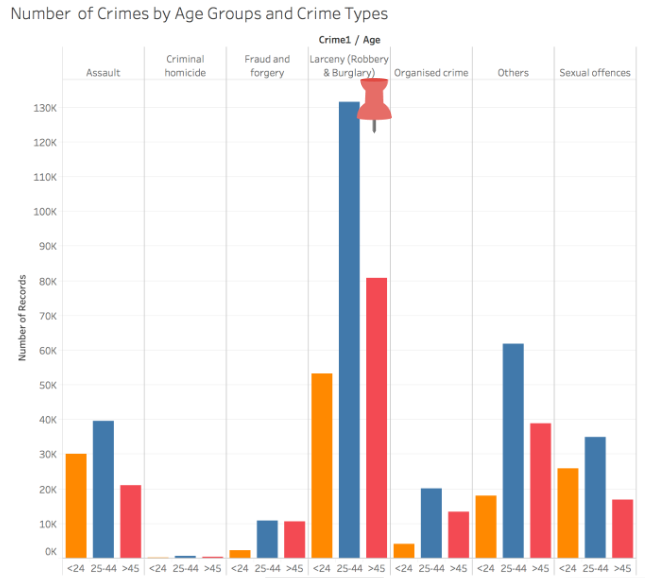 Number of Crimes by Age Groups and Crime Types
Crime1 / Age
Assault
Criminal
homicide
Fraud and
forgery
Larceny (Robbery
& Burglary)
Organised crime
Others
Sexual offences
Number of Records
130K
120K
110K
100K
90K
80K
70K
60K
50K
40K
30K
20K
10K
0K
<24 25-44 >45 <24 25-44 >45 <24 25-44 >45 <24 25-44 >45 <24 25-44 >45 <24 25-44 >45 <24 25-44 >45